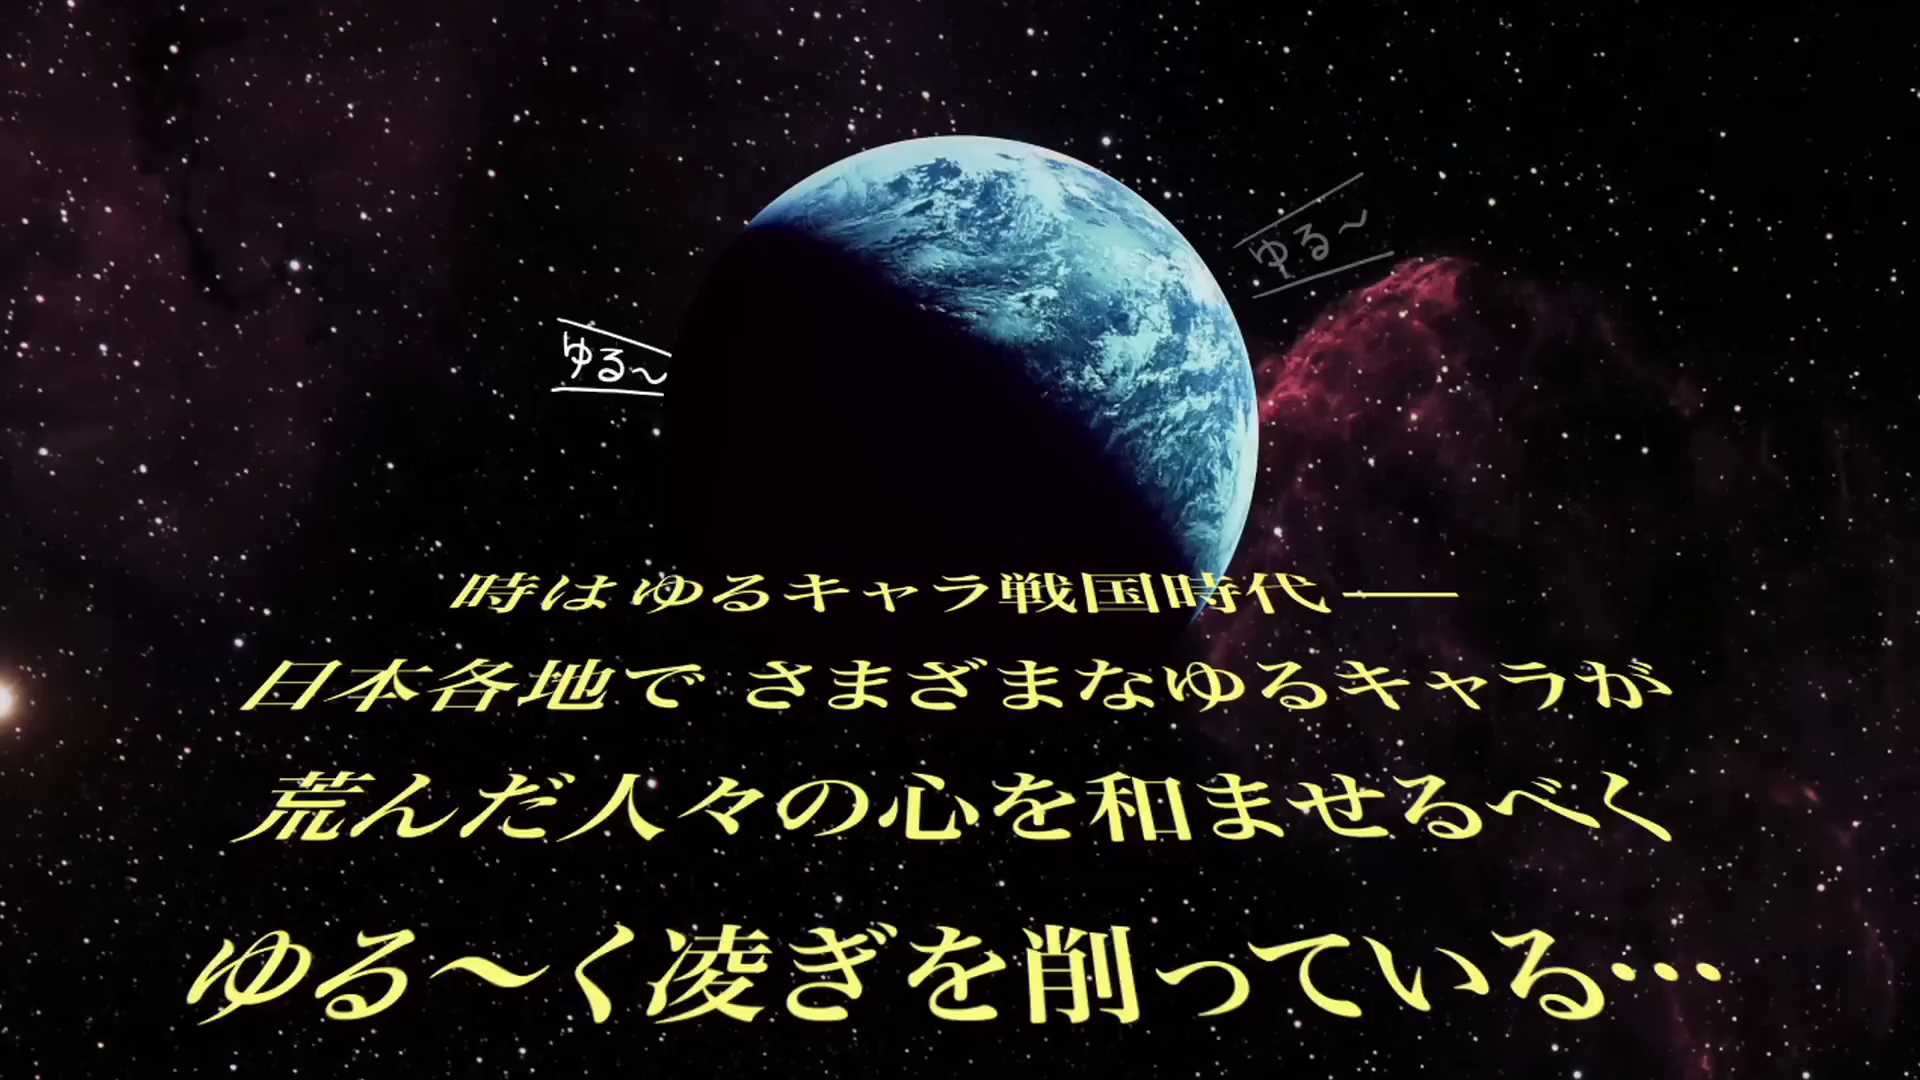 ゆる～
ゆる～
時はゆるキャラ戦国時代――
日本各地で さまざまなゆるキャラが
荒んだ人々の心を和ませるべく
ゆる～く凌ぎを削っている…